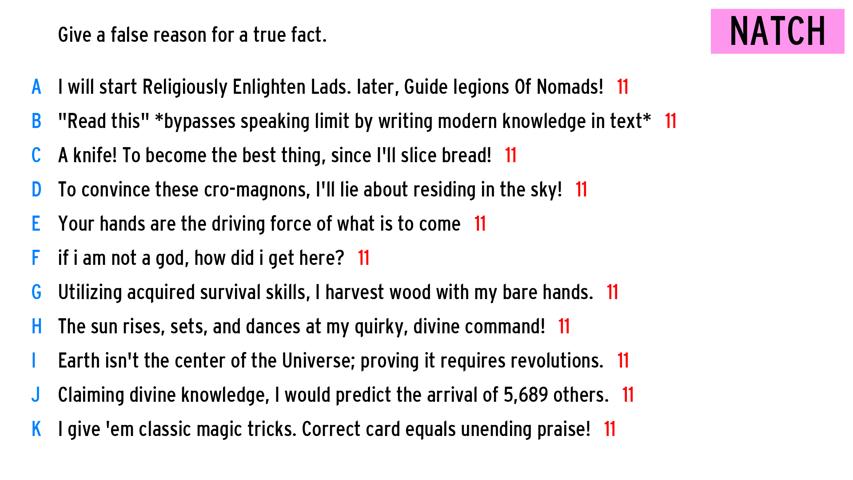 Give a false reason for a true fact.
NATCH
A I will start Religiously Enlighten Lads. later, Guide legions Of Nomads! 11
B "Read this" *bypasses speaking limit by writing modern knowledge in text* 11
C A knife! To become the best thing, since I'll slice bread! 11
D To convince these cro-magnons, I'll lie about residing in the sky! 11
E Your hands are the driving force of what is to come 11
F if i am not a god, how did i get here? 11
G Utilizing acquired survival skills, I harvest wood with my bare hands. 11
H The sun rises, sets, and dances at my quirky, divine command! 11
I Earth isn't the center of the Universe; proving it requires revolutions. 11
J Claiming divine knowledge, I would predict the arrival of 5,689 others. 11
K I give 'em classic magic tricks. Correct card equals unending praise! 11